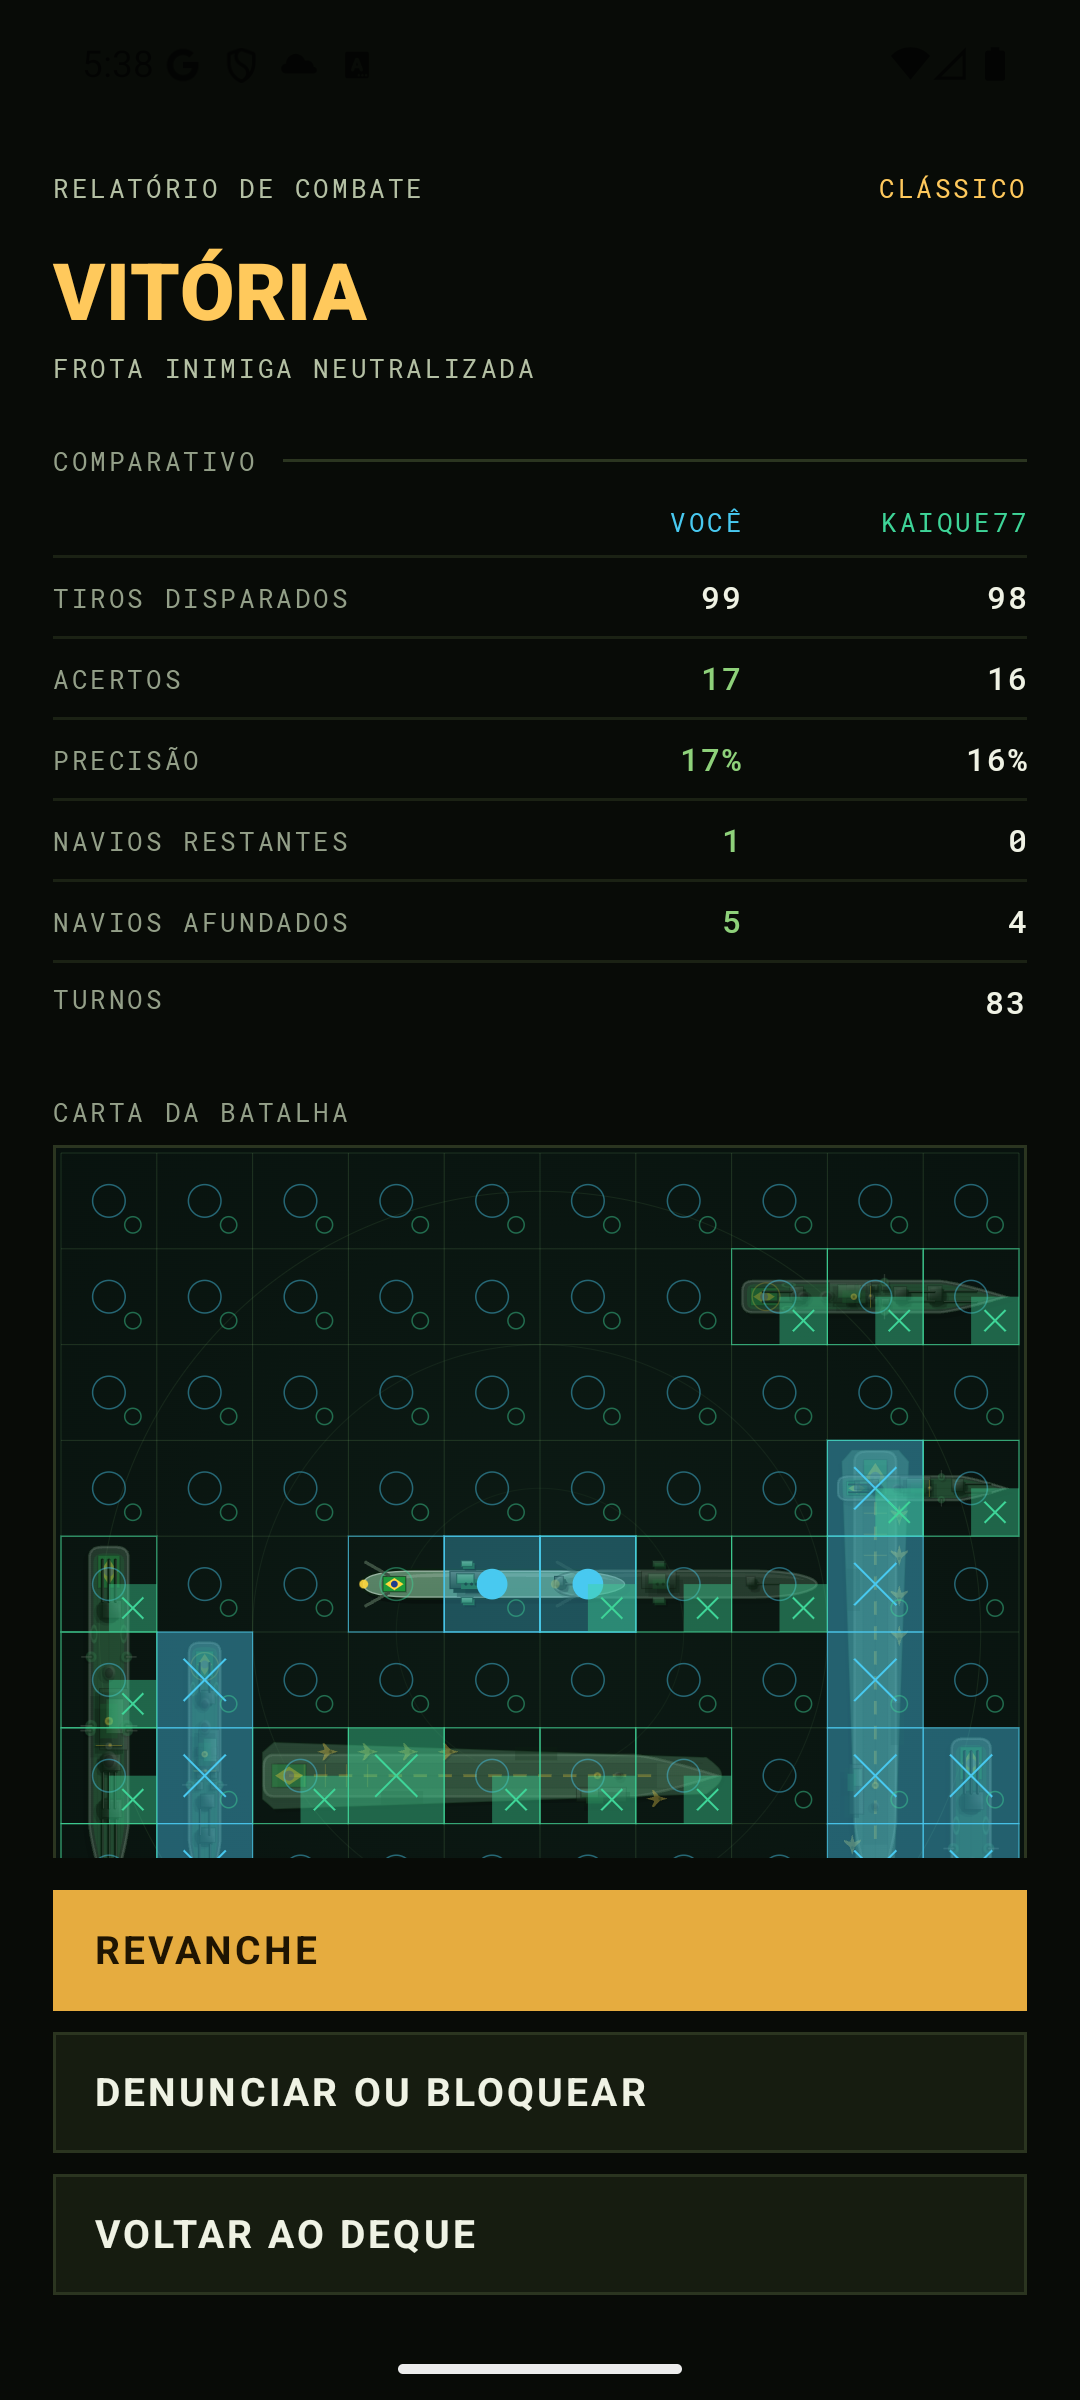 5:38
RELATÓRIO DE COMBATE
CLÁSSICO
VITÓRIA
FROTA INIMIGA NEUTRALIZADA
COMPARATIVO
VOCÊ KAIQUE77
TIROS DISPARADOS 99 98
ACERTOS 17 16
PRECISÃO 17% 16%
NAVIOS RESTANTES 1 0
NAVIOS AFUNDADOS 5 4
TURNOS 83
CARTA DA BATALHA
REVANCHE
DENUNCIAR OU BLOQUEAR
VOLTAR AO DEQUE